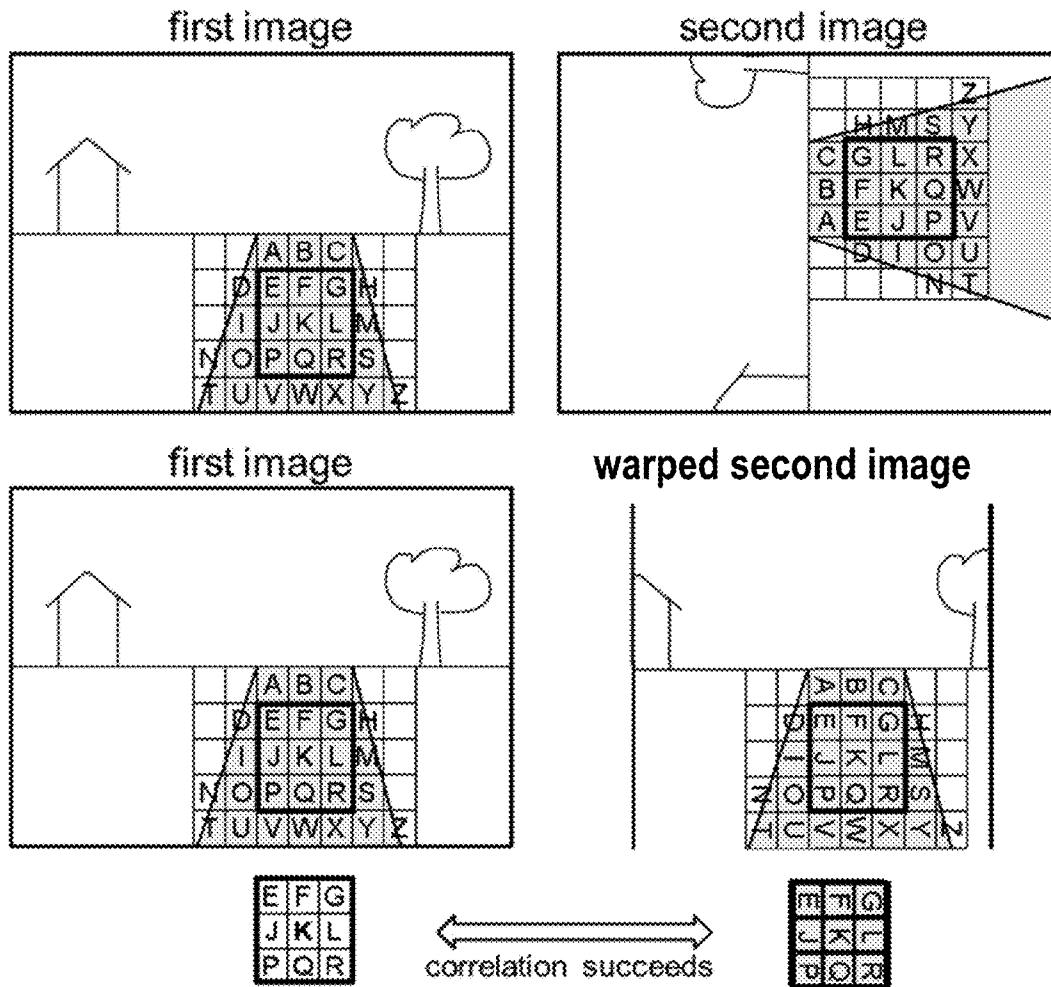 first image
second image
A B C
D E F G H
I J K L M
N O P Q R S
T U V W X Y Z
Z
H M S Y
C G L R X
B F K Q W
A E J P V
D I O U
N T
first image
warped second image
A B C
D E F G H
I J K L M
N O P Q R S
T U V W X Y Z
A B C
D E F G H
I J K L M
N O P Q R S
T U V W X Y Z
E F G
J K L
P Q R
correlation succeeds
E F G
J K L
P Q R